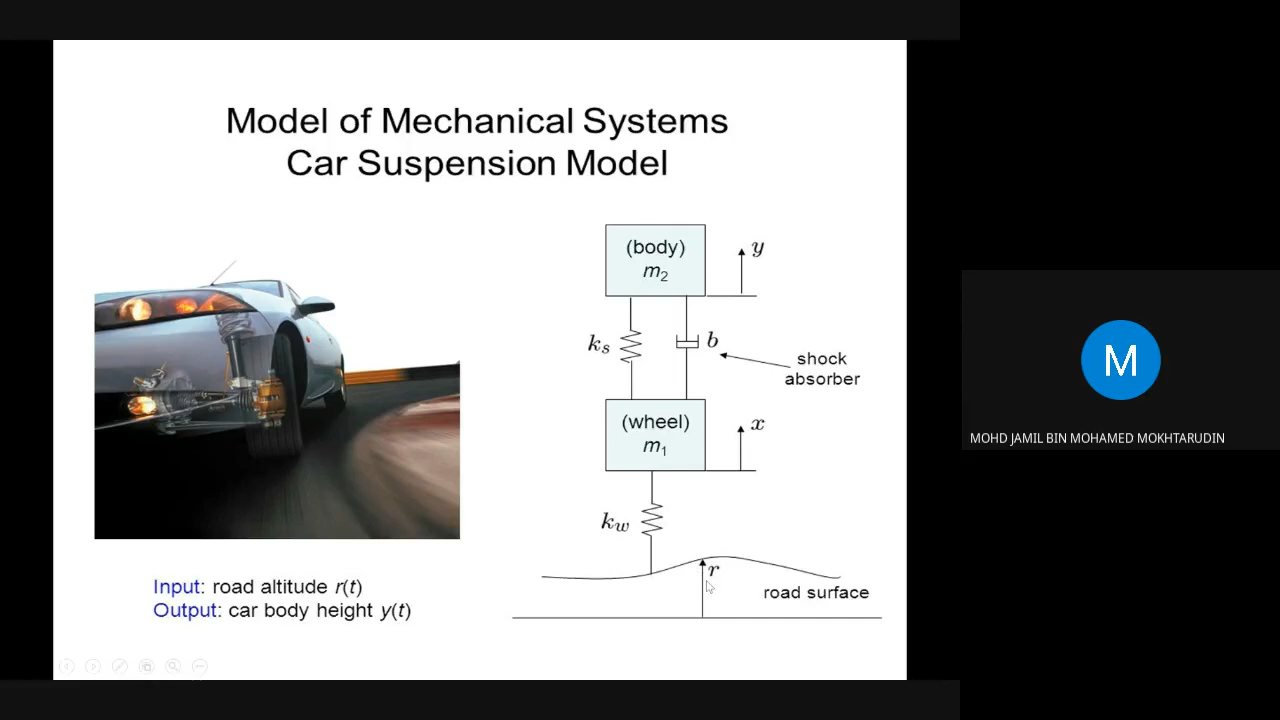 Model of Mechanical Systems
Car Suspension Model
(body)
m₂
y
kₛ
b
shock
absorber
(wheel)
m₁
x
k_w
r
road surface
Input: road altitude r(t)
Output: car body height y(t)
M
MOHD JAMIL BIN MOHAMED MOKHTARUDIN